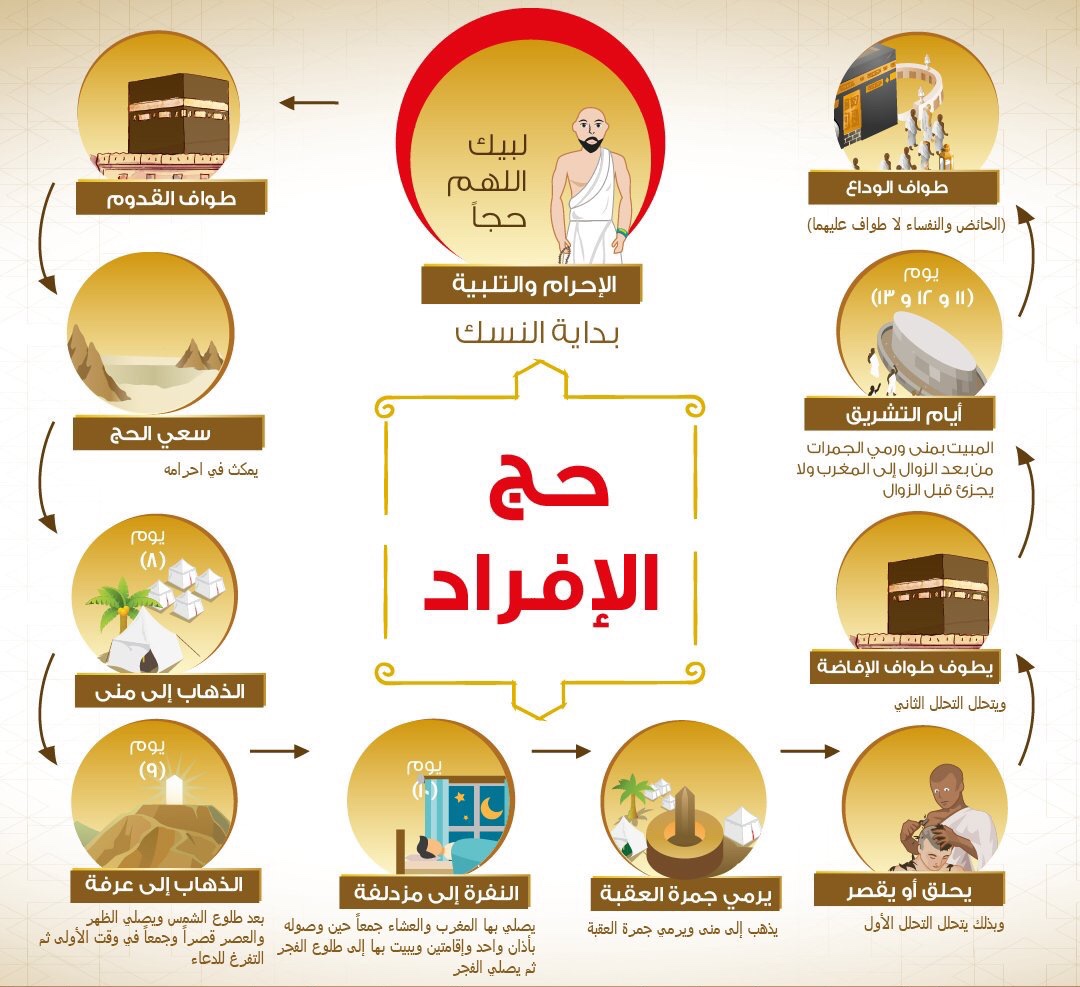 لبيك
اللهم
حجاً
الإحرام والتلبية
بداية النسك
حج
الإفراد
طواف القدوم
سعي الحج
يمكث في احرامه
يوم
(٨)
الذهاب إلى منى
يوم
(٩)
الذهاب إلى عرفة
بعد طلوع الشمس ويصلي الظهر
والعصر قصراً وجمعاً في وقت الأولى ثم
التفرغ للدعاء
يوم
(١٠)
النفرة إلى مزدلفة
يصلي بها المغرب والعشاء جمعاً حين وصوله
بأذان واحد وإقامتين ويبيت بها إلى طلوع الفجر
ثم يصلي الفجر
يرمي جمرة العقبة
يذهب إلى منى ويرمي جمرة العقبة
يحلق أو يقصر
وبذلك يتحلل التحلل الأول
يطوف طواف الإفاضة
ويتحلل التحلل الثاني
يوم
(١١ و ١٢ و ١٣)
أيام التشريق
المبيت بمنى ورمي الجمرات
من بعد الزوال إلى المغرب ولا
يجزئ قبل الزوال
طواف الوداع
(الحائض والنفساء لا طواف عليهما)